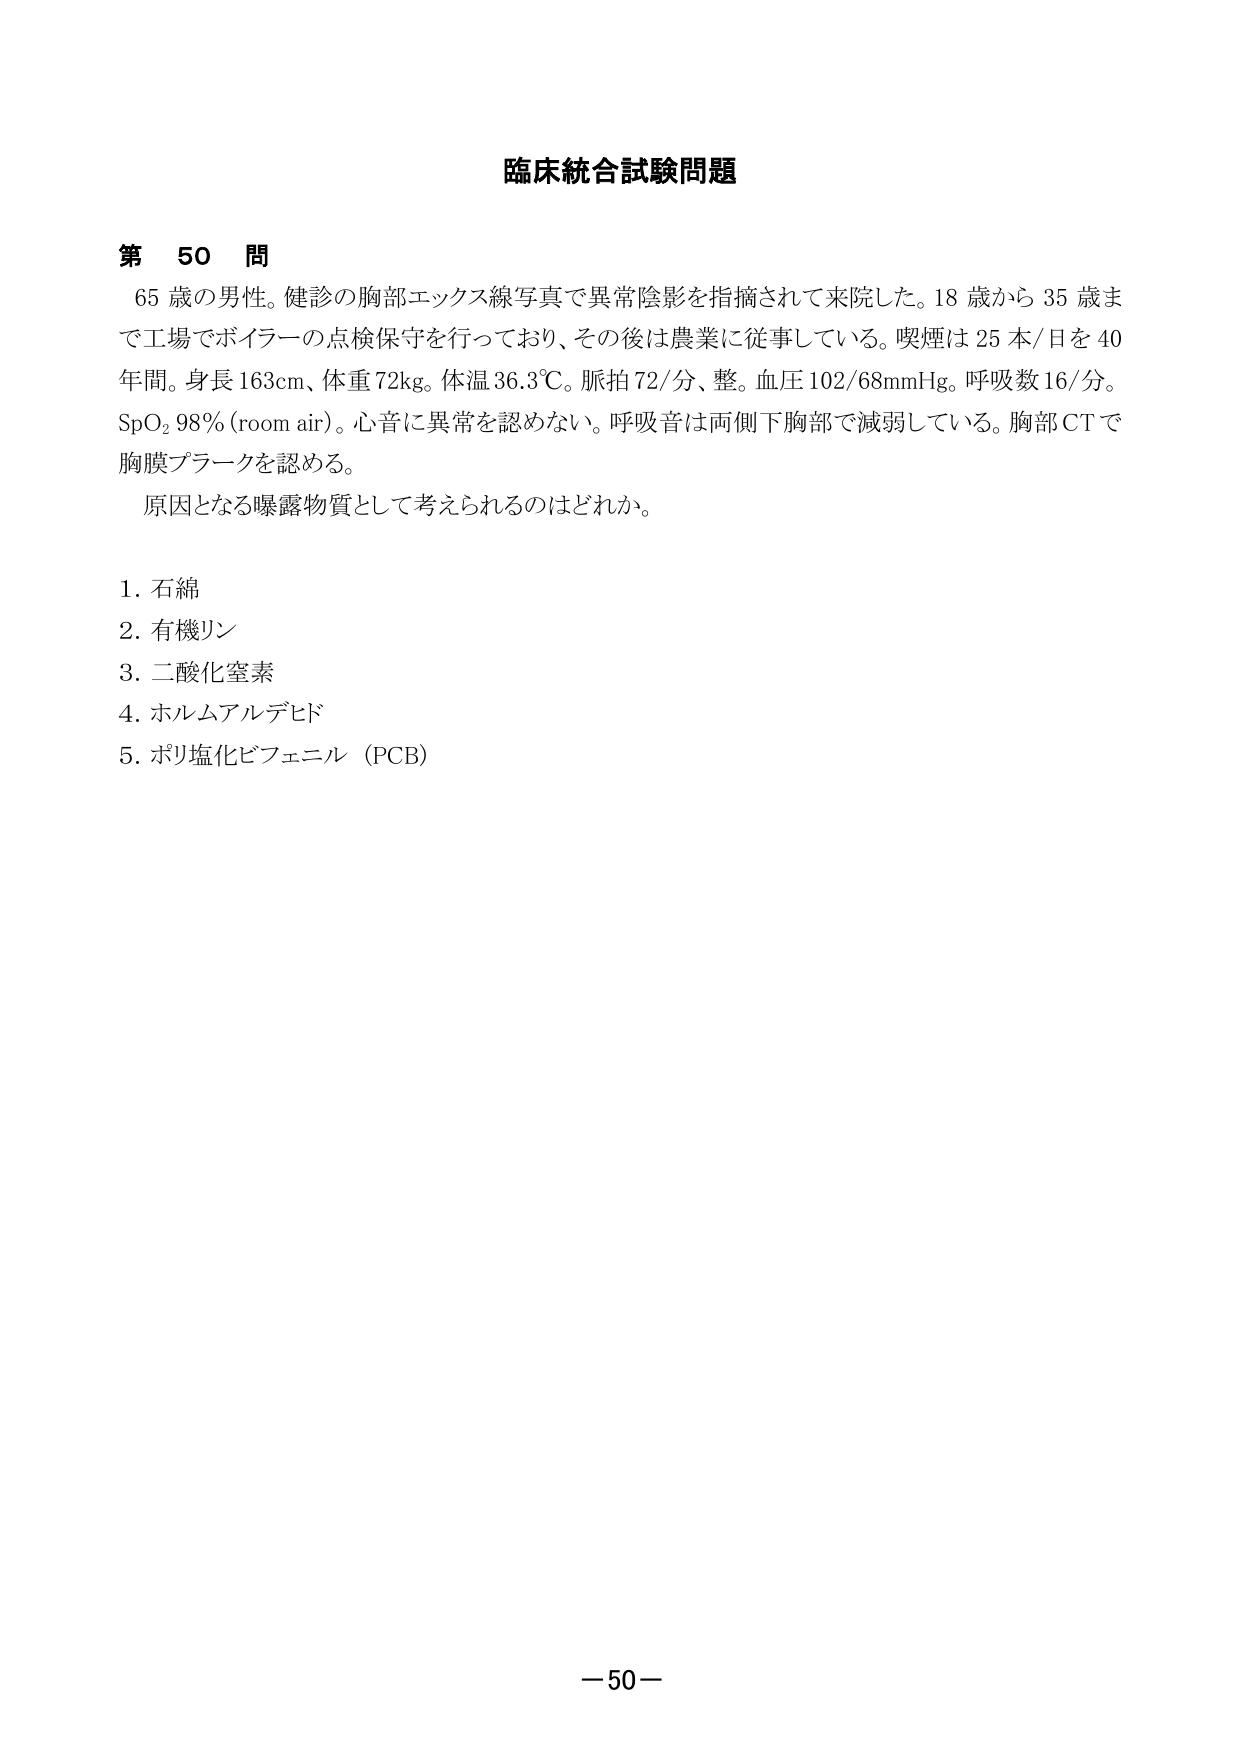 臨床統合試験問題
第 50 問
65 歳の男性。健診の胸部エックス線写真で異常陰影を指摘されて来院した。18 歳から 35 歳ま
で工場でボイラーの点検保守を行っており、その後は農業に従事している。喫煙は 25 本/日を 40
年間。身長 163cm、体重 72kg。体温 36.3℃。脈拍 72/分、整。血圧 102/68mmHg。呼吸数 16/分。
SpO₂ 98%(room air)。心音に異常を認めない。呼吸音は両側下胸部で減弱している。胸部 CT で
胸膜プラークを認める。
原因となる曝露物質として考えられるのはどれか。
1. 石綿
2. 有機リン
3. 二酸化窒素
4. ホルムアルデヒド
5. ポリ塩化ビフェニル（PCB）
－50－